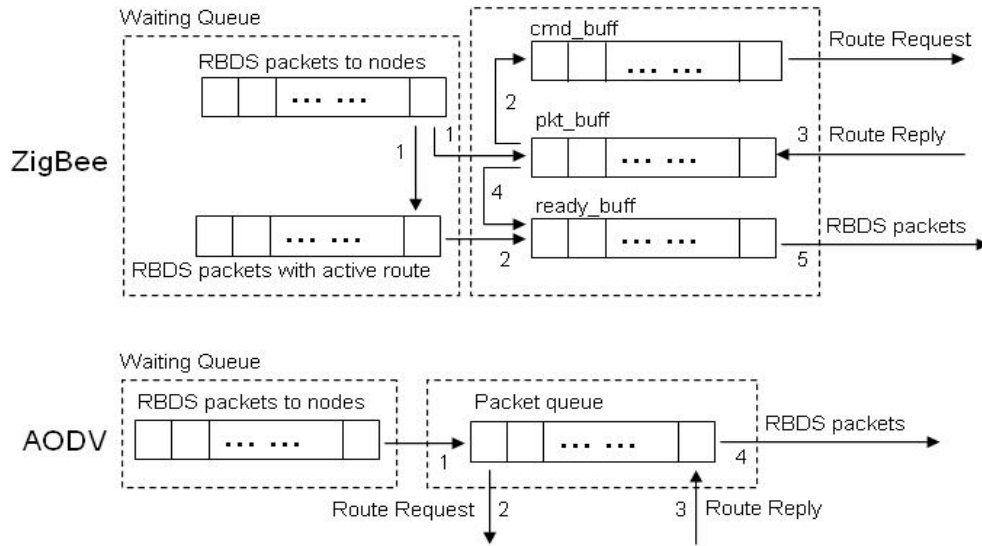 Waiting Queue
cmd_buff
Route Request
RBDS packets to nodes
... ...
... ...
2
pkt_buff
1
3
Route Reply
1
ZigBee
... ...
4
ready_buff
RBDS packets
... ...
... ...
2
5
RBDS packets with active route
Waiting Queue
RBDS packets to nodes
Packet queue
RBDS packets
AODV
... ...
... ...
1
4
Route Request
2
3
Route Reply